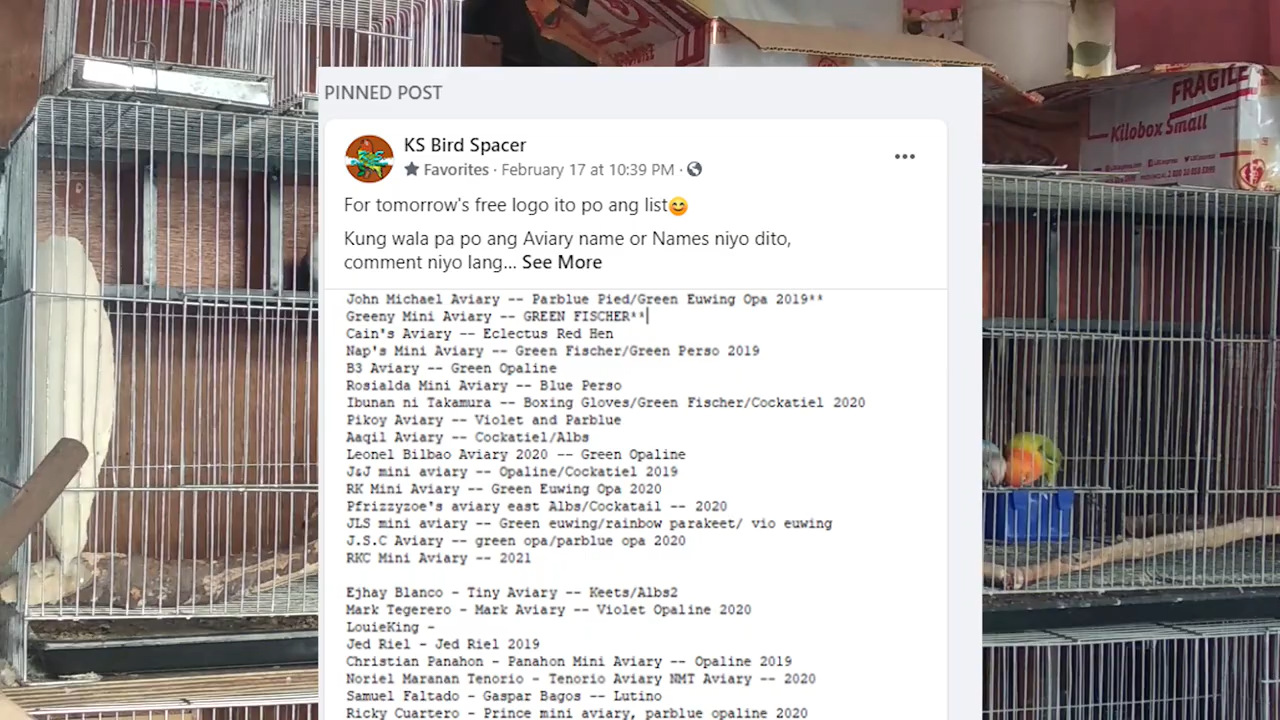 FRAGILE
Kilobox Small
PINNED POST
KS Bird Spacer
Favorites · February 17 at 10:39 PM ·
For tomorrow's free logo ito po ang list😊
Kung wala pa po ang Aviary name or Names niyo dito,
comment niyo lang... See More
John Michael Aviary -- Parblue Pied/Green Euwing Opa 2019**
Greeny Mini Aviary -- GREEN FISCHER**
Cain's Aviary -- Eclectus Red Hen
Nap's Mini Aviary -- Green Fischer/Green Perso 2019
B3 Aviary -- Green Opaline
Rosialda Mini Aviary -- Blue Perso
Ibunan ni Takamura -- Boxing Gloves/Green Fischer/Cockatiel 2020
Pikoy Aviary -- Violet and Parblue
Aaqil Aviary -- Cockatiel/Albs
Leonel Bilbao Aviary 2020 -- Green Opaline
J&J mini aviary -- Opaline/Cockatiel 2019
RK Mini Aviary -- Green Euwing Opa 2020
Pfrizzyzoe's aviary east Albs/Cockatail -- 2020
JLS mini aviary -- Green euwing/rainbow parakeet/ vio euwing
J.S.C Aviary -- green opa/parblue opa 2020
RKC Mini Aviary -- 2021
Ejhay Blanco - Tiny Aviary -- Keets/Albs2
Mark Tegerero - Mark Aviary -- Violet Opaline 2020
LouieKing -
Jed Riel - Jed Riel 2019
Christian Panahon - Panahon Mini Aviary -- Opaline 2019
Noriel Maranan Tenorio - Tenorio Aviary NMT Aviary -- 2020
Samuel Faltado - Gaspar Bagos -- Lutino
Ricky Cuartero - Prince mini aviary, parblue opaline 2020